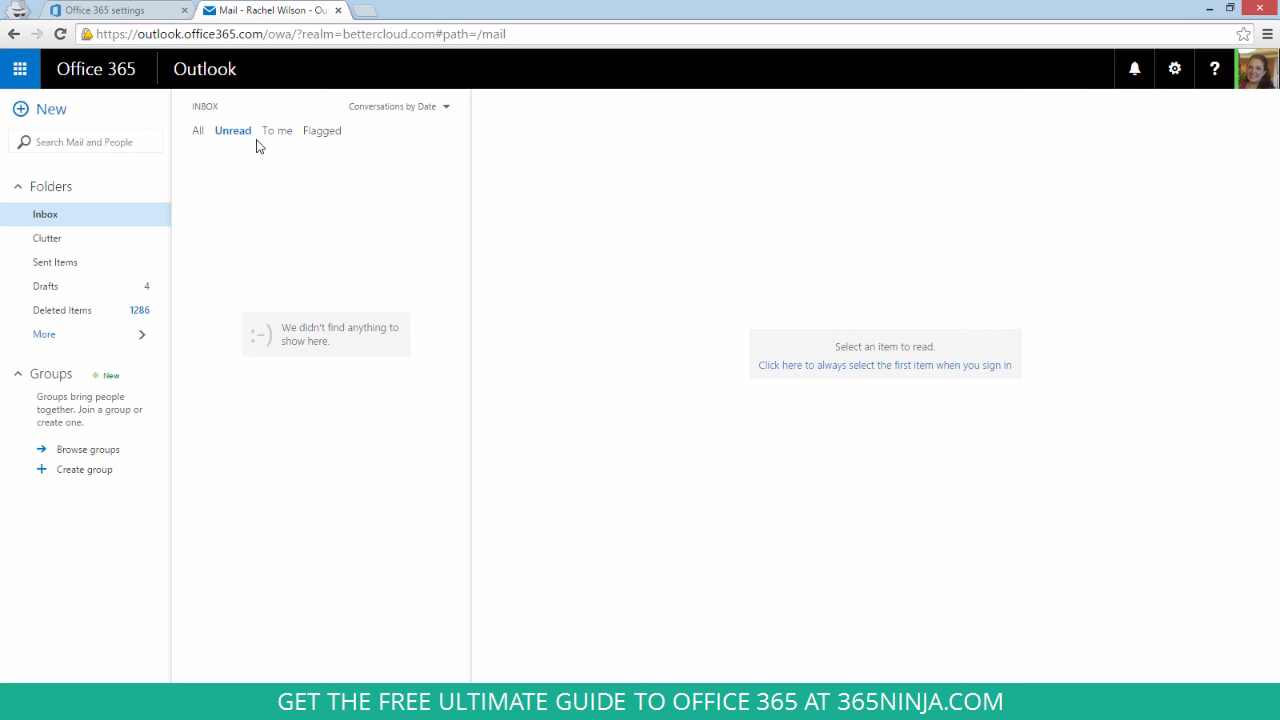 Office 365 settings
Mail - Rachel Wilson - Ou
https://outlook.office365.com/owa/?realm=bettercloud.com#path=/mail
Office 365
Outlook
?
New
Search Mail and People
Folders
Inbox
Clutter
Sent Items
Drafts 4
Deleted Items 1286
More
Groups New
Groups bring people
together. Join a group or
create one.
Browse groups
Create group
INBOX
Conversations by Date
All Unread To me Flagged
:-)
We didn't find anything to
show here.
Select an item to read.
Click here to always select the first item when you sign in
GET THE FREE ULTIMATE GUIDE TO OFFICE 365 AT 365NINJA.COM